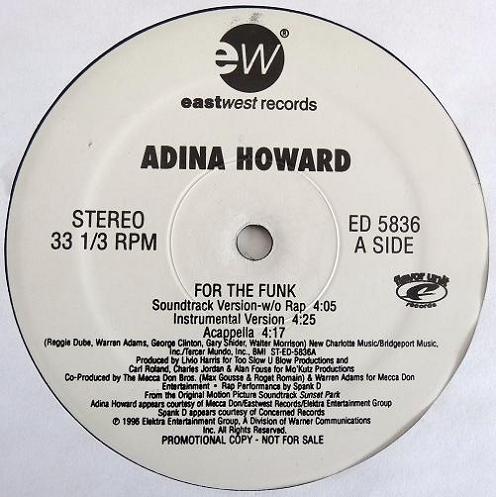 ew®
eastwest records
ADINA HOWARD
STEREO
33 1/3 RPM
ED 5836
A SIDE
flavor unit
records
FOR THE FUNK
Soundtrack Version-w/o Rap 4:05
Instrumental Version 4:25
Acappella 4:17
(Reggie Dube, Warren Adams, George Clinton, Gary Shider, Walter Morrison) New Charlotte Music/Bridgeport Music,
Inc./Tercer Mundo, Inc., BMI ST-ED-5836A
Produced by Livio Harris for Too Slow U Blow Productions and
Carl Roland, Charles Jordan & Alan Fouse for Mo'Kutz Productions
Co-Produced by The Mecca Don Bros. (Max Gousse & Roget Romain) & Warren Adams for Mecca Don
Entertainment • Rap Performance by Spank D
From the Original Motion Picture Soundtrack Sunset Park
Adina Howard appears courtesy of Mecca Don/Eastwest Records/Elektra Entertainment Group
Spank D appears courtesy of Concerned Records
℗ 1996 Elektra Entertainment Group, A Division of Warner Communications
Inc. All Rights Reserved.
PROMOTIONAL COPY - NOT FOR SALE